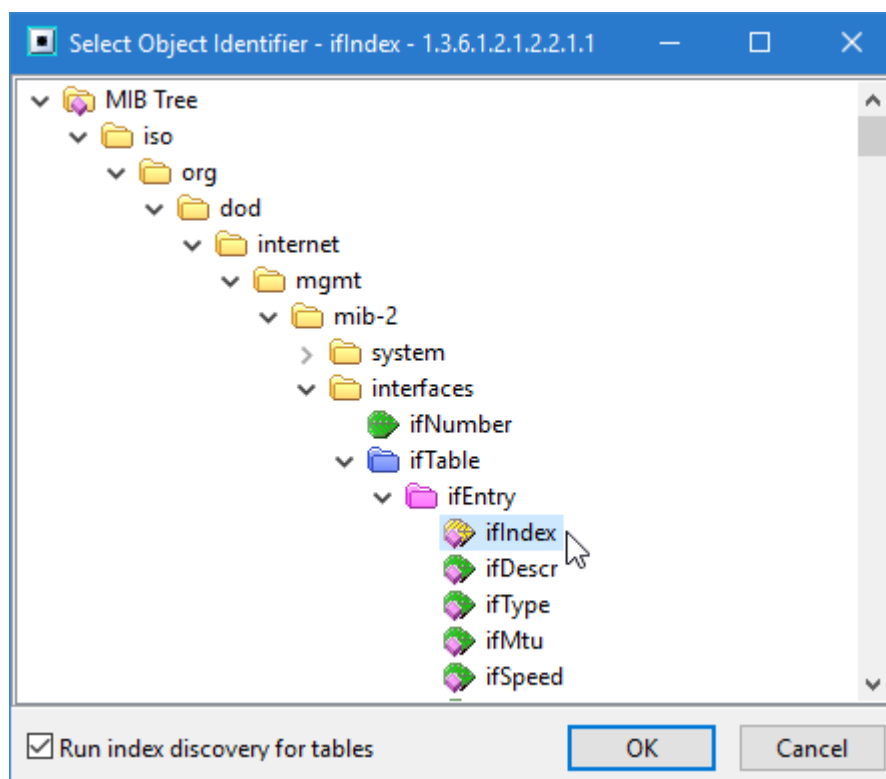 Select Object Identifier - ifIndex - 1.3.6.1.2.1.2.2.1.1
MIB Tree
iso
org
dod
internet
mgmt
mib-2
system
interfaces
ifNumber
ifTable
ifEntry
ifIndex
ifDescr
ifType
ifMtu
ifSpeed
Run index discovery for tables OK Cancel